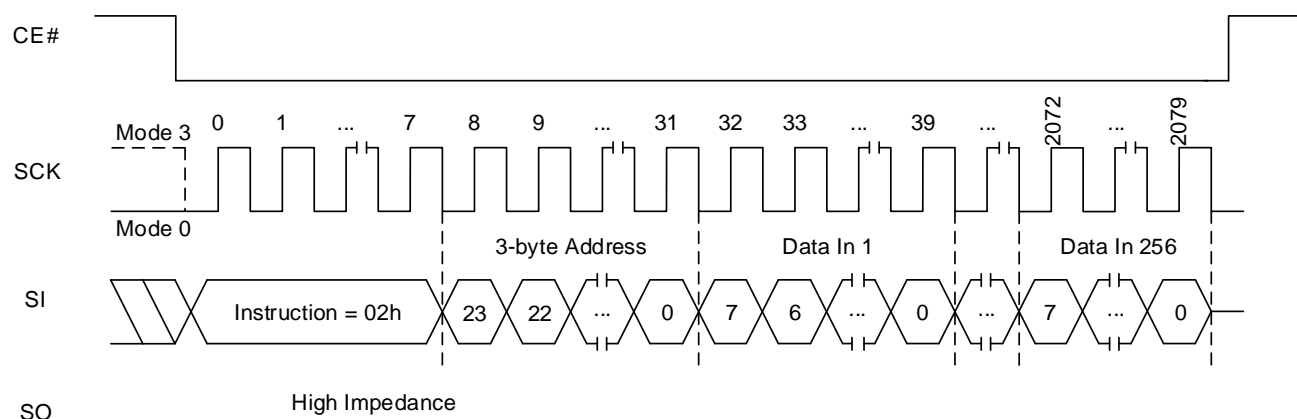 CE#
2072
2079
Mode 3 0 1 ... 7 8 9 ... 31 32 33 ... 39 ... ...
SCK
Mode 0
3-byte Address Data In 1 Data In 256
SI Instruction = 02h 23 22 ... 0 7 6 ... 0 ... 7 ... 0
High Impedance
SO